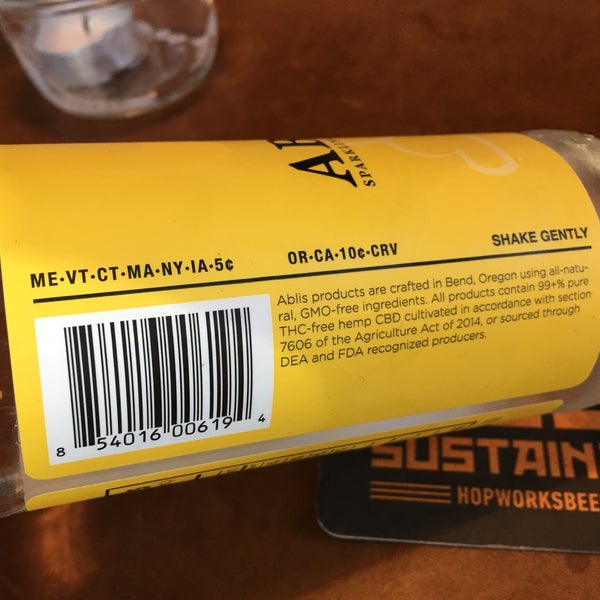 ME·VT·CT·MA·NY·IA·5¢
OR·CA·10¢·CRV
SHAKE GENTLY
Ablis products are crafted in Bend, Oregon using all-natu-
ral, GMO-free ingredients. All products contain 99+% pure
THC-free hemp CBD cultivated in accordance with section
7606 of the Agriculture Act of 2014, or sourced through
DEA and FDA recognized producers.
8 54016 00619 4